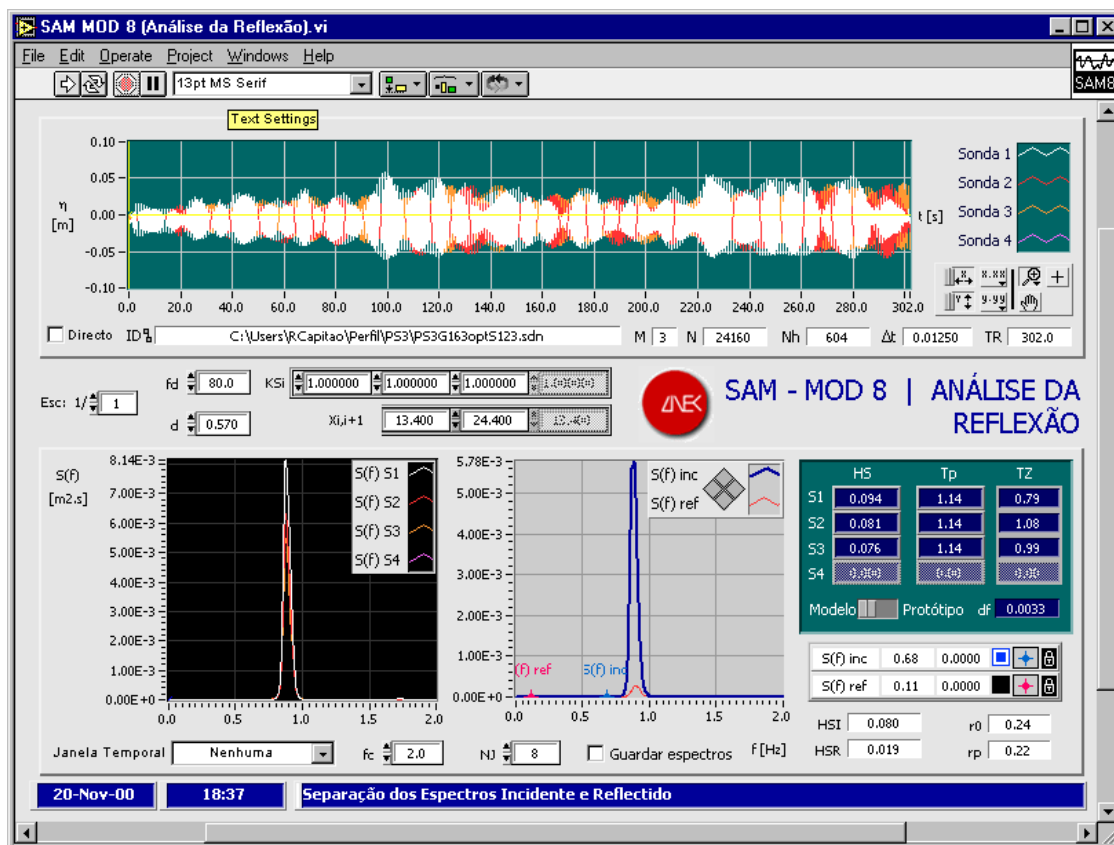 SAM MOD 8 (Análise da Reflexão).vi
File Edit Operate Project Windows Help
13pt MS Serif
SAM8
Text Settings
0.10
0.05
η
[m]
0.00
-0.05
-0.10
0.0 20.0 40.0 60.0 80.0 100.0 120.0 140.0 160.0 180.0 200.0 220.0 240.0 260.0 280.0 302.0
t [s]
Sonda 1
Sonda 2
Sonda 3
Sonda 4
X X.XX
Y Y.YY
Directo ID C:\Users\RCapitao\Perfil\PS3\PS3G163optS123.sdn M 3 N 24160 Nh 604 Δt 0.01250 TR 302.0
Esc: 1/ 1
fd 80.0 KSi 1.000000 1.000000 1.000000
d 0.570 Xi,i+1 13.400 24.400
LNEC
SAM - MOD 8 | ANÁLISE DA
REFLEXÃO
S(f)
[m2.s]
8.14E-3
7.00E-3
6.00E-3
5.00E-3
4.00E-3
3.00E-3
2.00E-3
1.00E-3
0.00E+0
0.0 0.5 1.0 1.5 2.0
S(f) S1
S(f) S2
S(f) S3
S(f) S4
5.78E-3
5.00E-3
4.00E-3
3.00E-3
2.00E-3
1.00E-3
0.00E+0
0.0 0.5 1.0 1.5 2.0
S(f) inc
S(f) ref
(f) ref S(f) inc
f [Hz]
HS Tp TZ
S1 0.094 1.14 0.79
S2 0.081 1.14 1.08
S3 0.076 1.14 0.99
S4 0.00
Modelo Protótipo df 0.0033
S(f) inc 0.68 0.0000
S(f) ref 0.11 0.0000
HSI 0.080 r0 0.24
HSR 0.019 rp 0.22
Janela Temporal Nenhuma fc 2.0 NJ 8 Guardar espectros
20-Nov-00 18:37 Separação dos Espectros Incidente e Reflectido